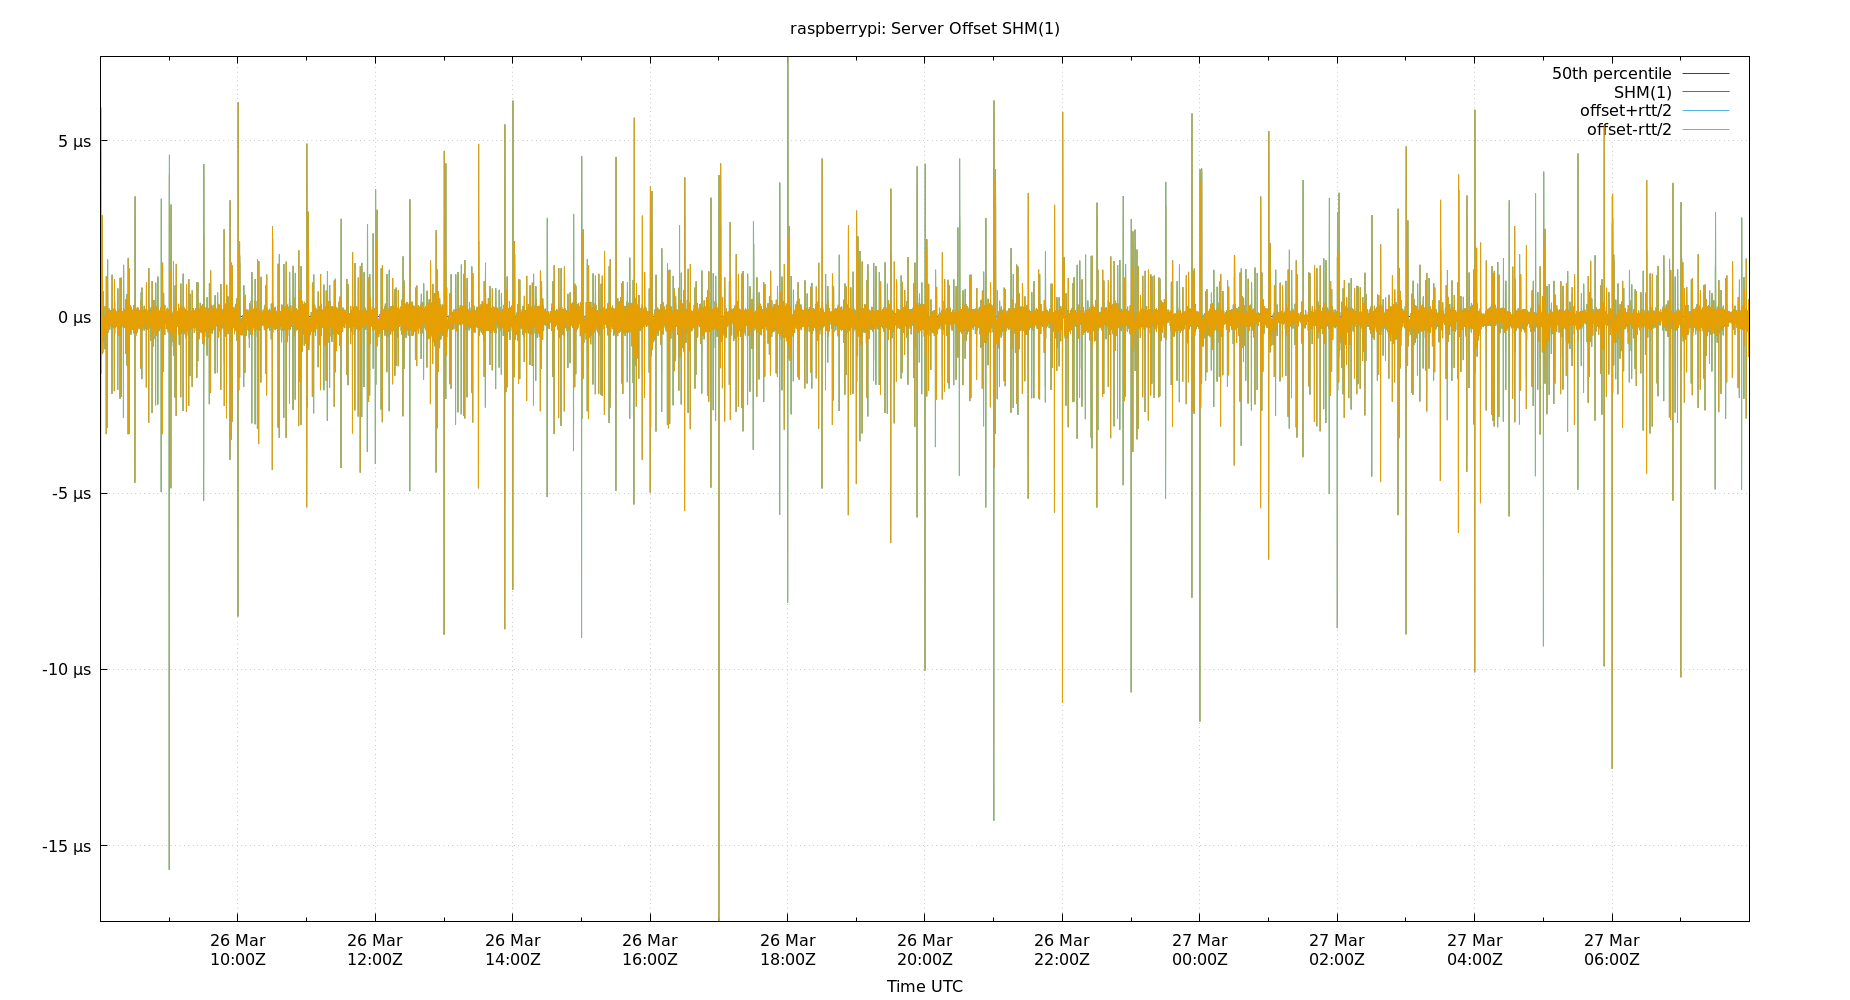 raspberrypi: Server Offset SHM(1)
50th percentile
SHM(1)
offset+rtt/2
offset-rtt/2
5 µs
0 µs
-5 µs
-10 µs
-15 µs
26 Mar 26 Mar 26 Mar 26 Mar 26 Mar 26 Mar 26 Mar 27 Mar 27 Mar 27 Mar 27 Mar
10:00Z 12:00Z 14:00Z 16:00Z 18:00Z 20:00Z 22:00Z 00:00Z 02:00Z 04:00Z 06:00Z
Time UTC